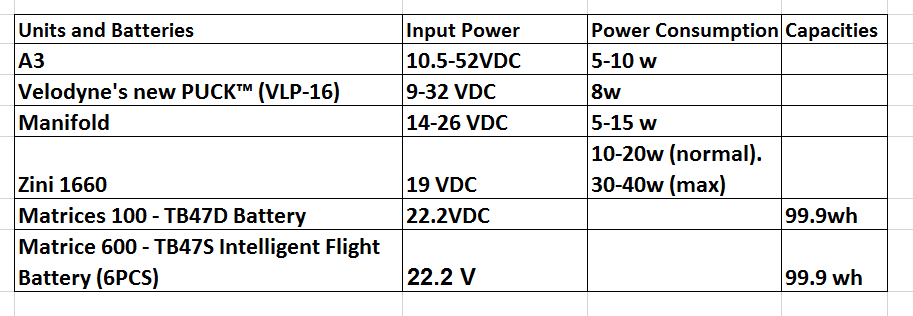 Units and Batteries Input Power Power Consumption Capacities
A3 10.5-52VDC 5-10 w
Velodyne's new PUCK™ (VLP-16) 9-32 VDC 8w
Manifold 14-26 VDC 5-15 w
10-20w (normal).
Zini 1660 19 VDC 30-40w (max)
Matrices 100 - TB47D Battery 22.2VDC 99.9wh
Matrice 600 - TB47S Intelligent Flight
Battery (6PCS) 22.2 V 99.9 wh